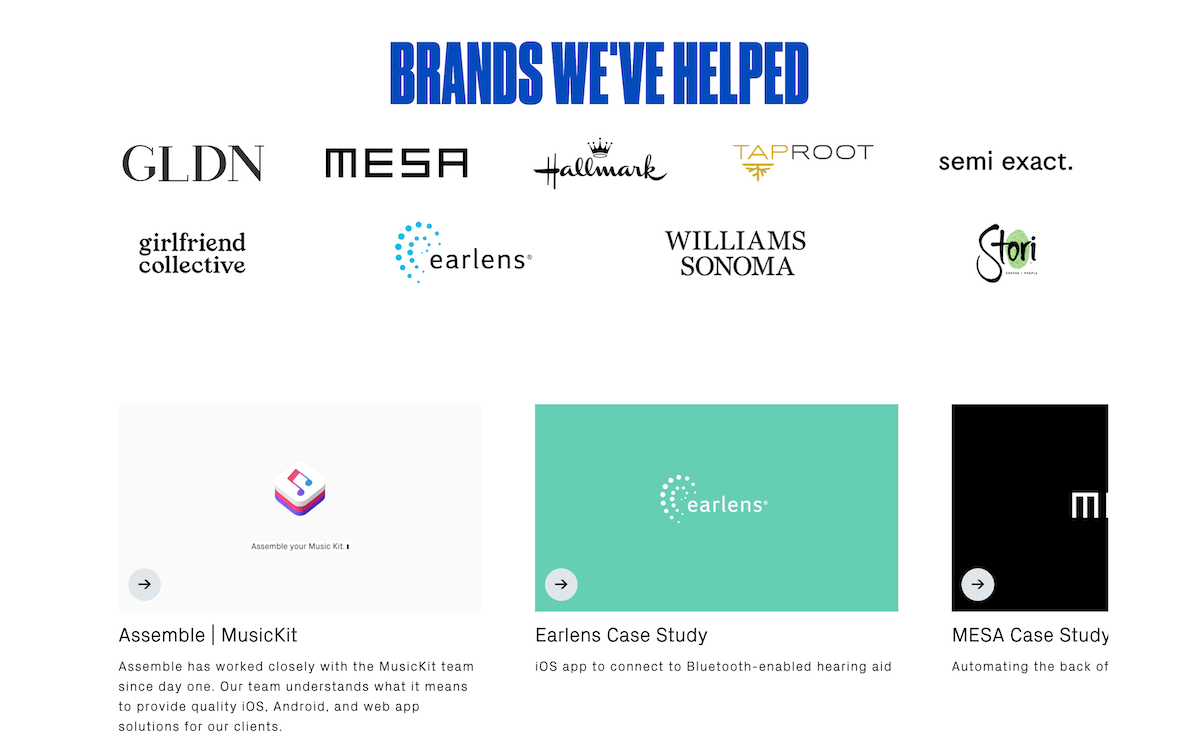 BRANDS WE'VE HELPED
GLDN
MESA
Hallmark
TAPROOT
semi exact.
girlfriend
collective
earlens®
WILLIAMS
SONOMA
Stori
COFFEE + PEOPLE
Assemble your Music Kit.
earlens®
M
Assemble | MusicKit
Assemble has worked closely with the MusicKit team
since day one. Our team understands what it means
to provide quality iOS, Android, and web app
solutions for our clients.
Earlens Case Study
iOS app to connect to Bluetooth-enabled hearing aid
MESA Case Study
Automating the back of